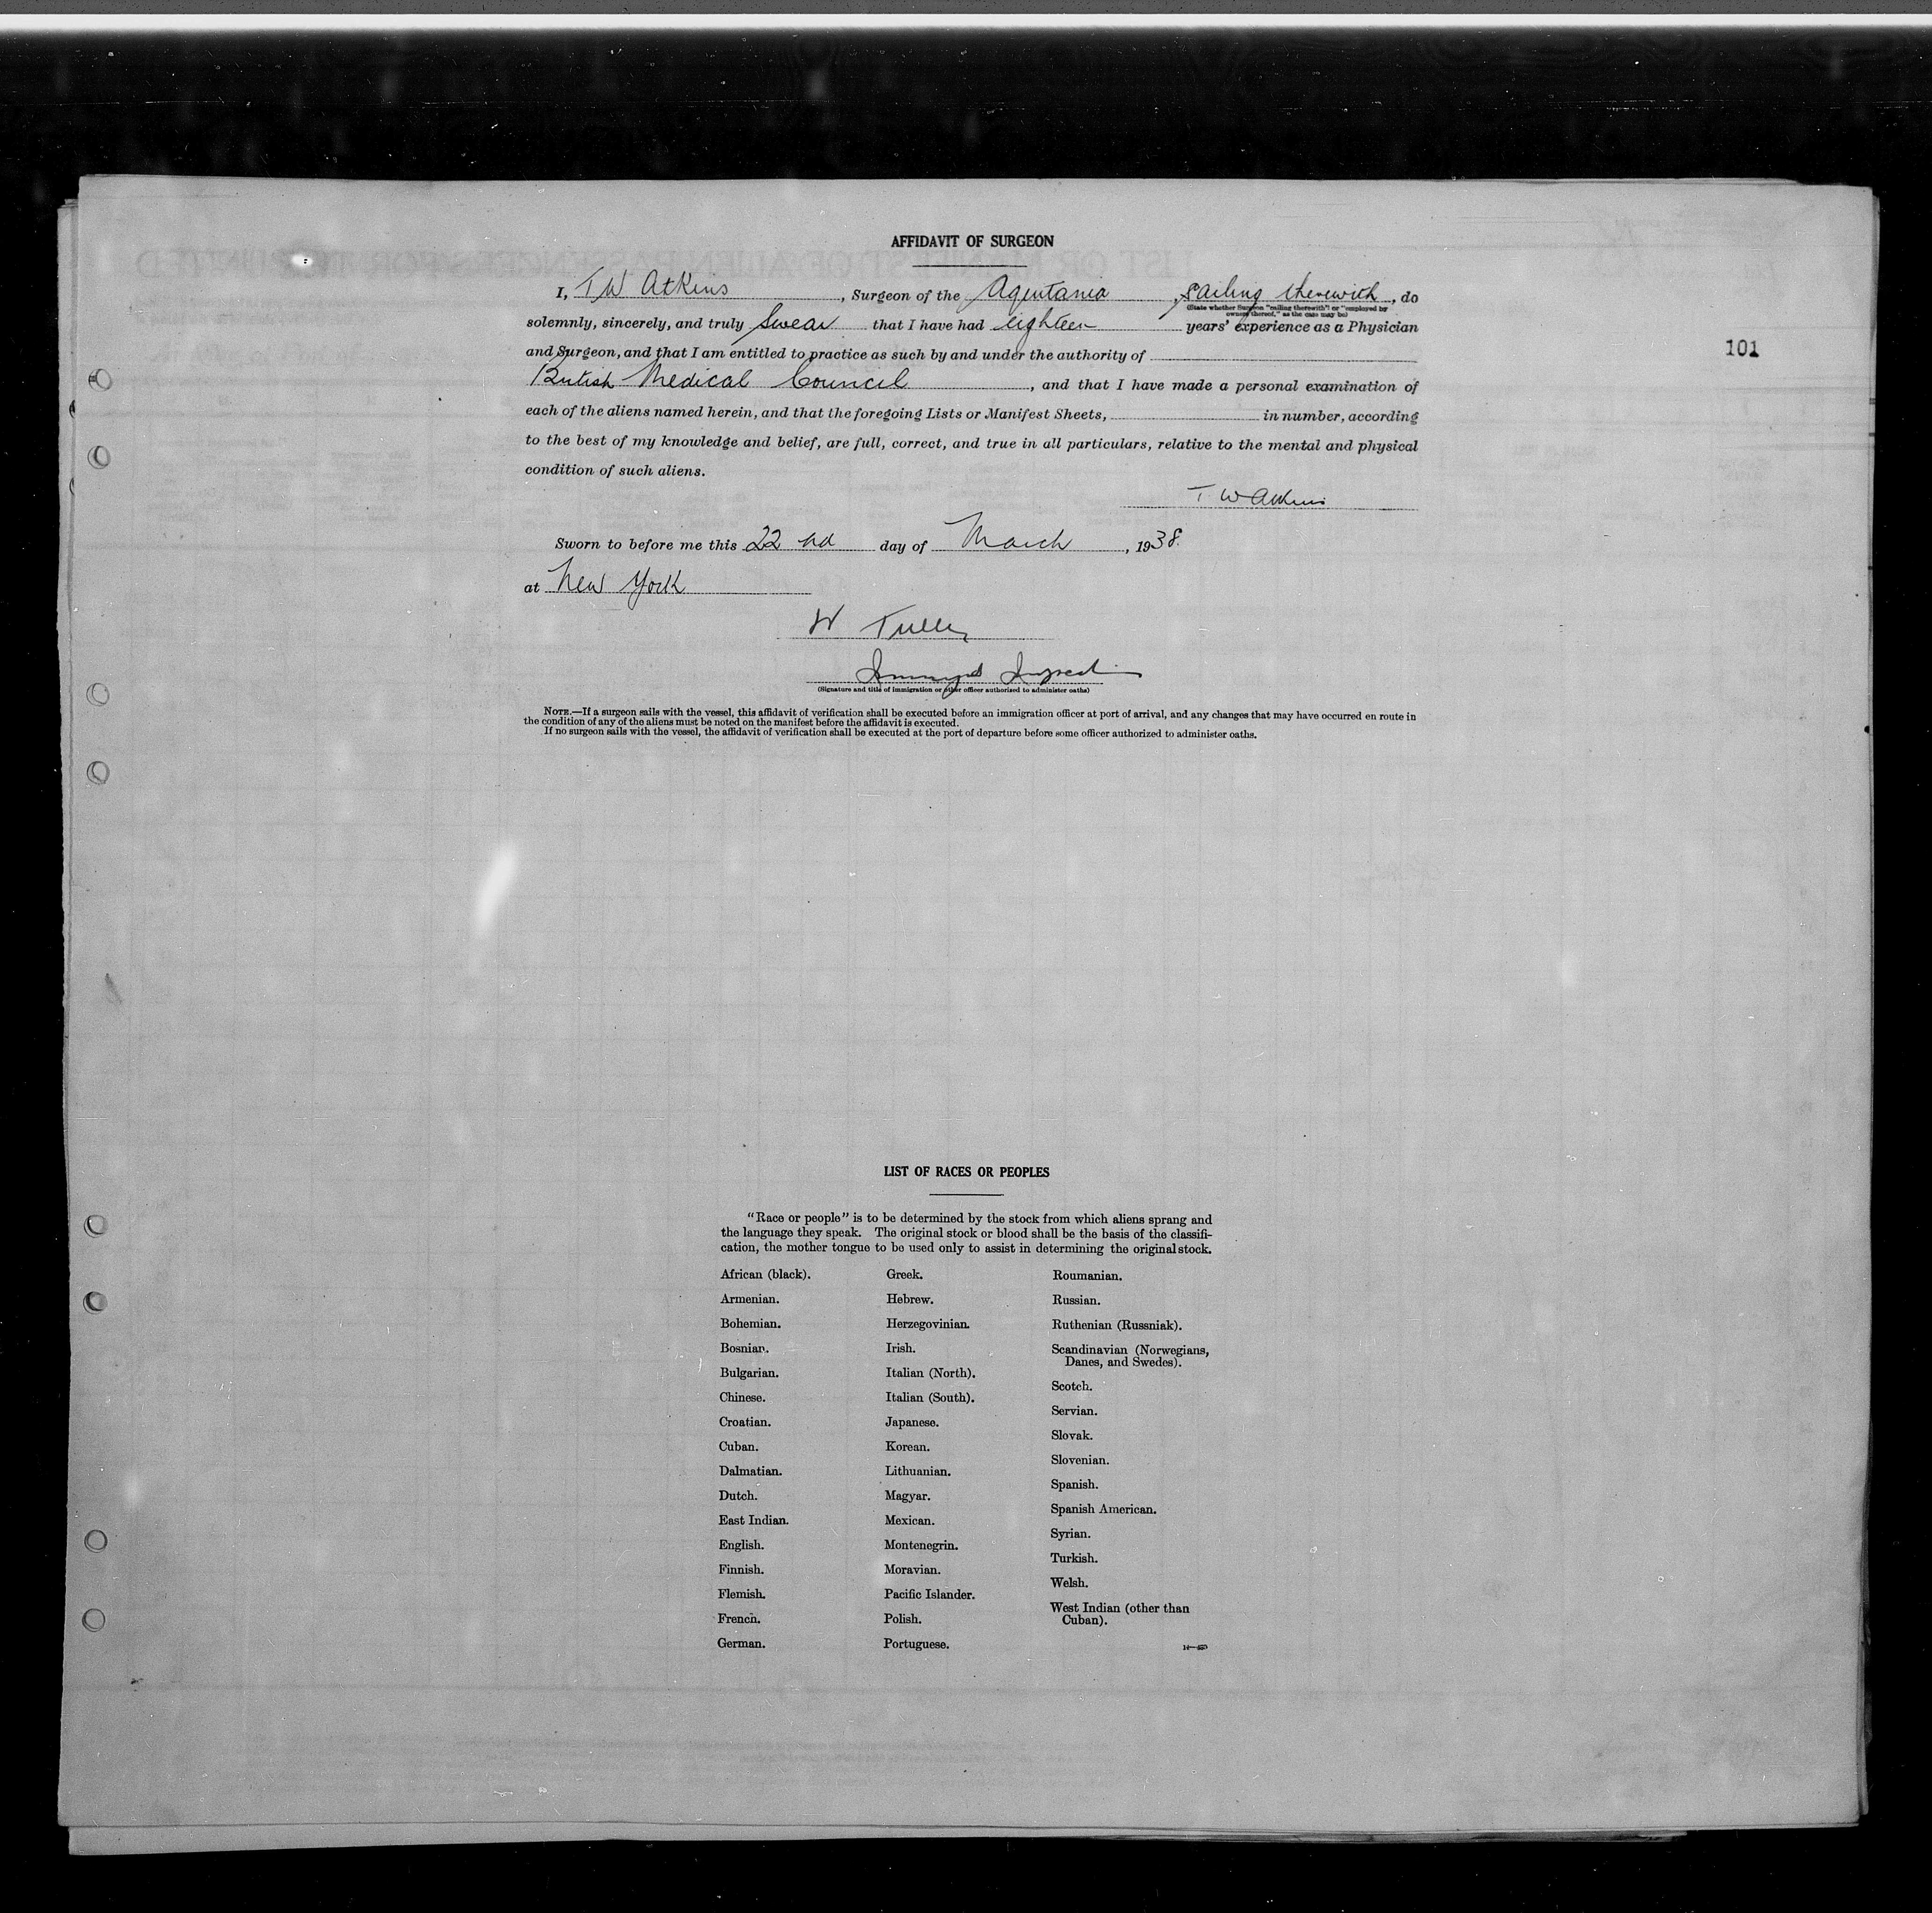 AFFIDAVIT OF SURGEON
I, T W Atkins, Surgeon of the Aquitania, sailing therewith, do
(State whether Surgeon "sailing therewith" or "employed by
owners thereof," as the case may be)
solemnly, sincerely, and truly swear that I have had eighteen years' experience as a Physician
and Surgeon, and that I am entitled to practice as such by and under the authority of
101
British Medical Council, and that I have made a personal examination of
each of the aliens named herein, and that the foregoing Lists or Manifest Sheets, in number, according
to the best of my knowledge and belief, are full, correct, and true in all particulars, relative to the mental and physical
condition of such aliens.
T W Atkins
Sworn to before me this 22 nd day of March, 1938.
at New York
W
(Signature and title of immigration or other officer authorized to administer oaths)
NOTE.—If a surgeon sails with the vessel, this affidavit of verification shall be executed before an immigration officer at port of arrival, and any changes that may have occurred en route in
the condition of any of the aliens must be noted on the manifest before the affidavit is executed.
If no surgeon sails with the vessel, the affidavit of verification shall be executed at the port of departure before some officer authorized to administer oaths.
LIST OF RACES OR PEOPLES
"Race or people" is to be determined by the stock from which aliens sprang and
the language they speak. The original stock or blood shall be the basis of the classifi-
cation, the mother tongue to be used only to assist in determining the original stock.
African (black).
Armenian.
Bohemian.
Bosnian.
Bulgarian.
Chinese.
Croatian.
Cuban.
Dalmatian.
Dutch.
East Indian.
English.
Finnish.
Flemish.
French.
German.
Greek.
Hebrew.
Herzegovinian.
Irish.
Italian (North).
Italian (South).
Japanese.
Korean.
Lithuanian.
Magyar.
Mexican.
Montenegrin.
Moravian.
Pacific Islander.
Polish.
Portuguese.
Roumanian.
Russian.
Ruthenian (Russniak).
Scandinavian (Norwegians,
Danes, and Swedes).
Scotch.
Servian.
Slovak.
Slovenian.
Spanish.
Spanish American.
Syrian.
Turkish.
Welsh.
West Indian (other than
Cuban).